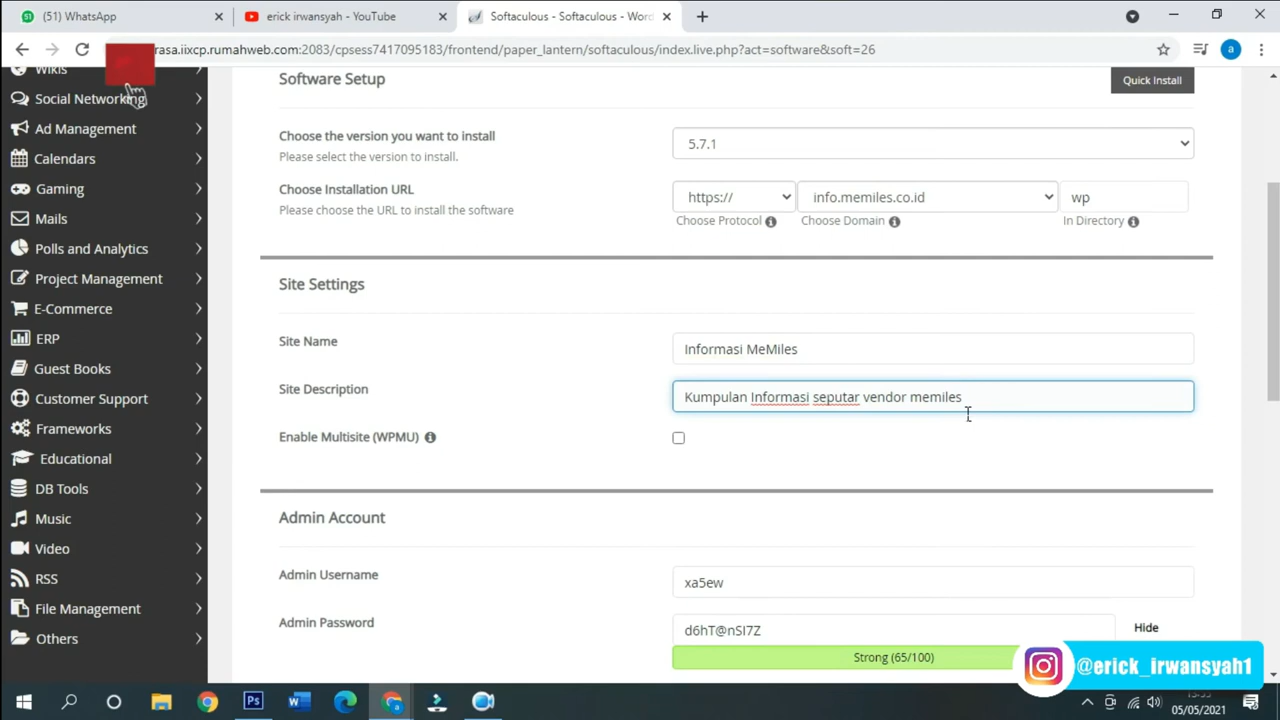 (51) WhatsApp
erick irwansyah - YouTube
Softaculous - Softaculous - Word
rasa.iixcp.rumahweb.com:2083/cpsess7417095183/frontend/paper_lantern/softaculous/index.live.php?act=software&soft=26
a
Wikis
Social Networking
Ad Management
Calendars
Gaming
Mails
Polls and Analytics
Project Management
E-Commerce
ERP
Guest Books
Customer Support
Frameworks
Educational
DB Tools
Music
Video
RSS
File Management
Others
Software Setup
Quick Install
Choose the version you want to install
Please select the version to install.
5.7.1
Choose Installation URL
Please choose the URL to install the software
https://
info.memiles.co.id
wp
Choose Protocol
Choose Domain
In Directory
Site Settings
Site Name
Informasi MeMiles
Site Description
Kumpulan Informasi seputar vendor memiles
Enable Multisite (WPMU)
Admin Account
Admin Username
xa5ew
Admin Password
d6hT@nSI7Z
Hide
Strong (65/100)
@erick_irwansyah1
05/05/2021